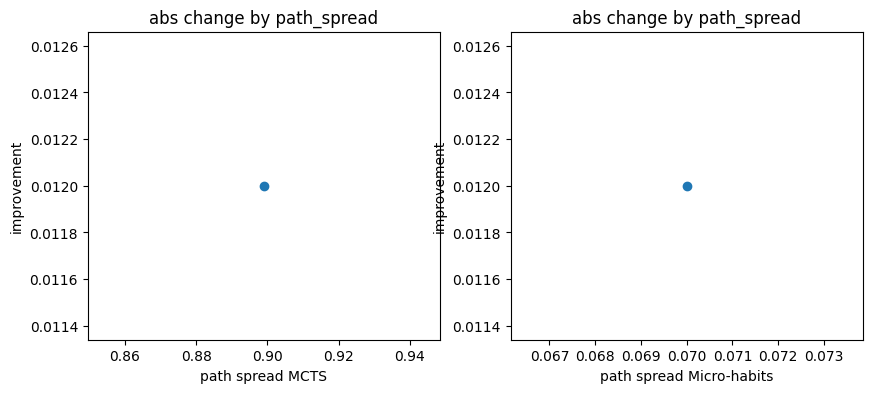 abs change by path_spread
improvement
0.0126
0.0124
0.0122
0.0120
0.0118
0.0116
0.0114
0.86 0.88 0.90 0.92 0.94
path spread MCTS
abs change by path_spread
improvement
0.0126
0.0124
0.0122
0.0120
0.0118
0.0116
0.0114
0.067 0.068 0.069 0.070 0.071 0.072 0.073
path spread Micro-habits